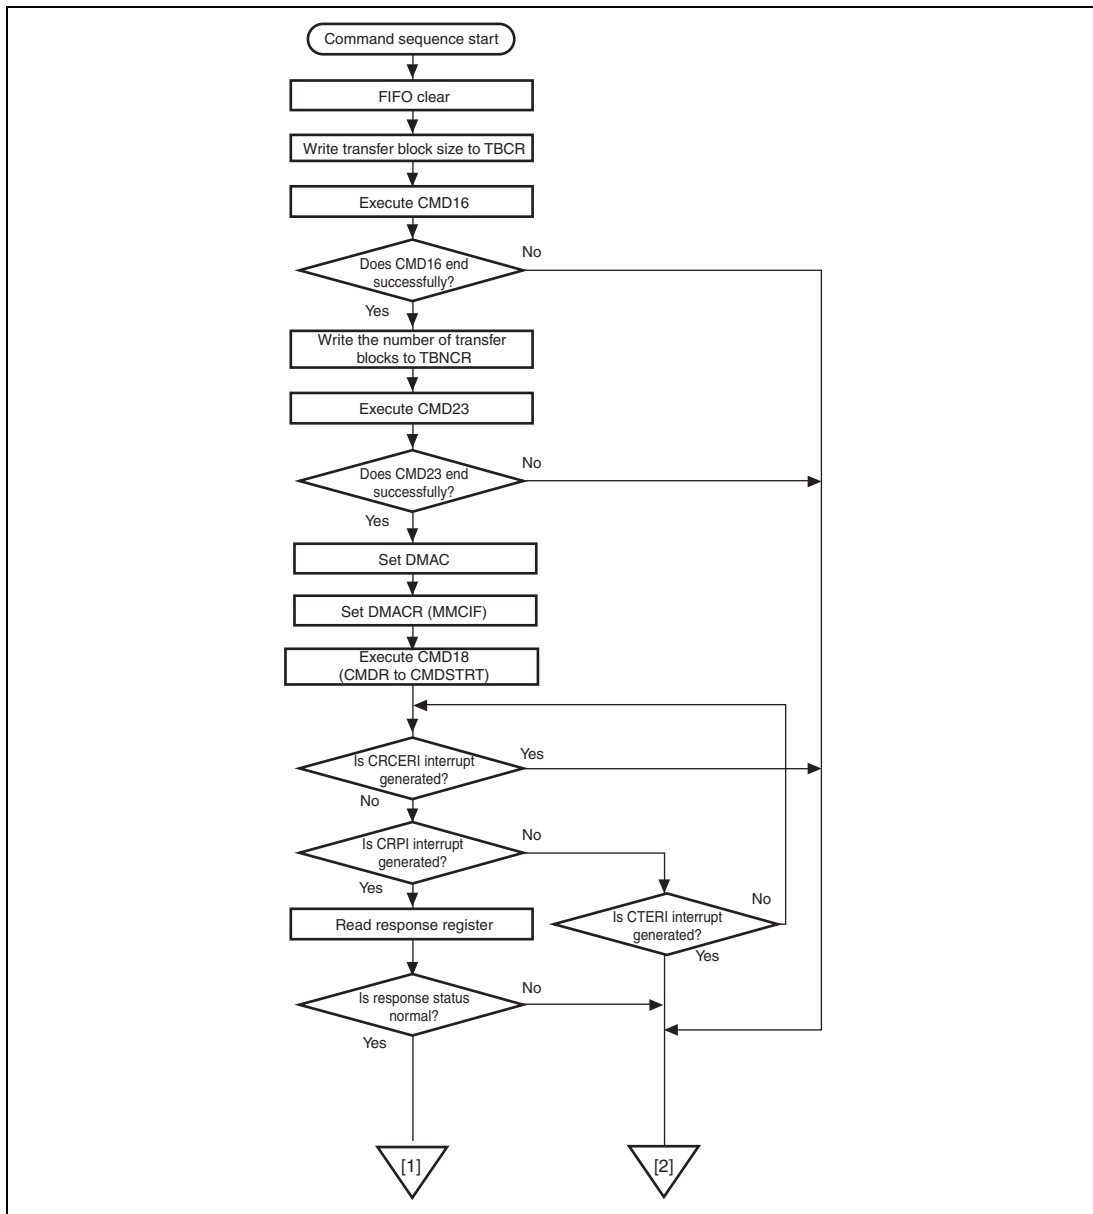 Command sequence start
FIFO clear
Write transfer block size to TBCR
Execute CMD16
No
Does CMD16 end
successfully?
Yes
Write the number of transfer
blocks to TBNCR
Execute CMD23
No
Does CMD23 end
successfully?
Yes
Set DMAC
Set DMACR (MMCIF)
Execute CMD18
(CMDR to CMDSTRT)
Is CRCERI interrupt
generated?
Yes
No
Is CRPI interrupt
generated?
No
Yes
Read response register
Is CTERI interrupt
generated?
No
Yes
Is response status
normal?
No
Yes
[1]
[2]